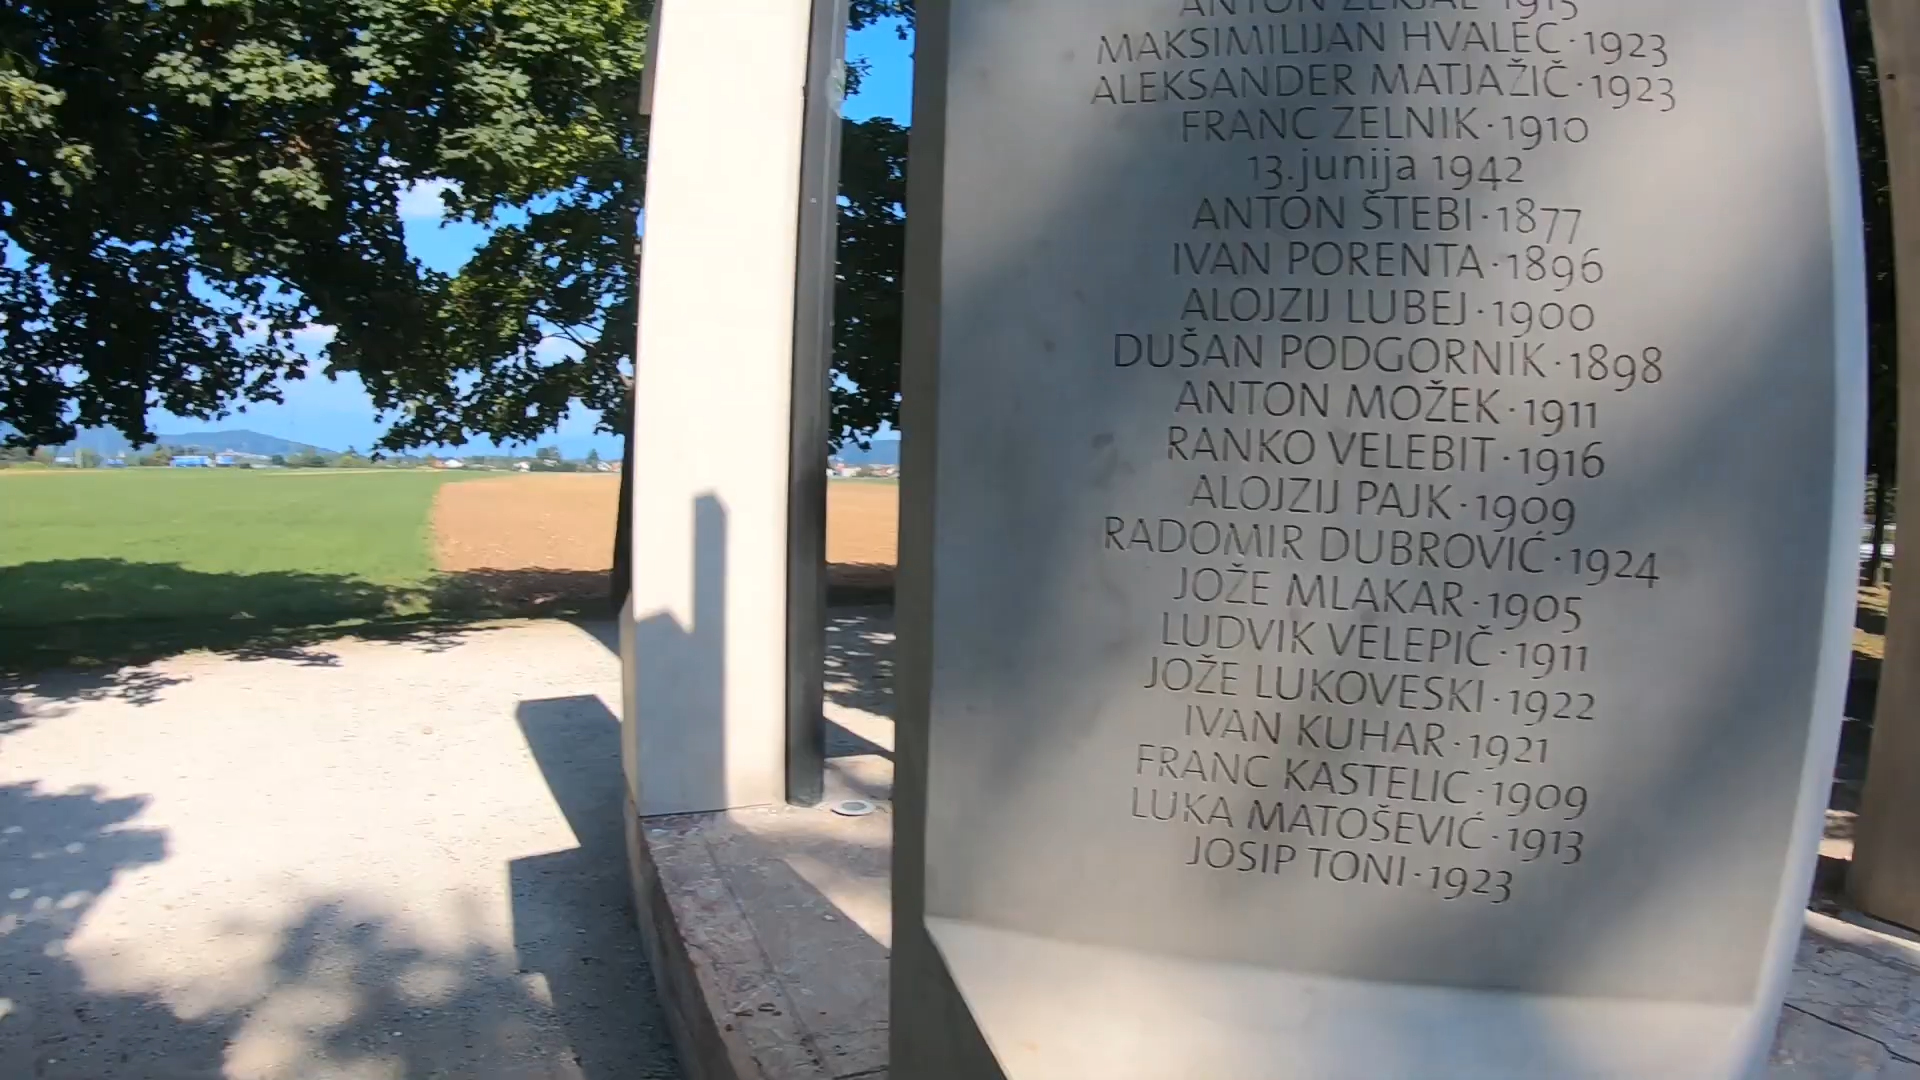 ANTON ŽERJAL · 1915
MAKSIMILIJAN HVALEC · 1923
ALEKSANDER MATJAŽIČ · 1923
FRANC ZELNIK · 1910
13. junija 1942
ANTON ŠTEBI · 1877
IVAN PORENTA · 1896
ALOJZIJ LUBEJ · 1900
DUŠAN PODGORNIK · 1898
ANTON MOŽEK · 1911
RANKO VELEBIT · 1916
ALOJZIJ PAJK · 1909
RADOMIR DUBROVIĆ · 1924
JOŽE MLAKAR · 1905
LUDVIK VELEPIČ · 1911
JOŽE LUKOVESKI · 1922
IVAN KUHAR · 1921
FRANC KASTELIC · 1909
LUKA MATOŠEVIĆ · 1913
JOSIP TONI · 1923